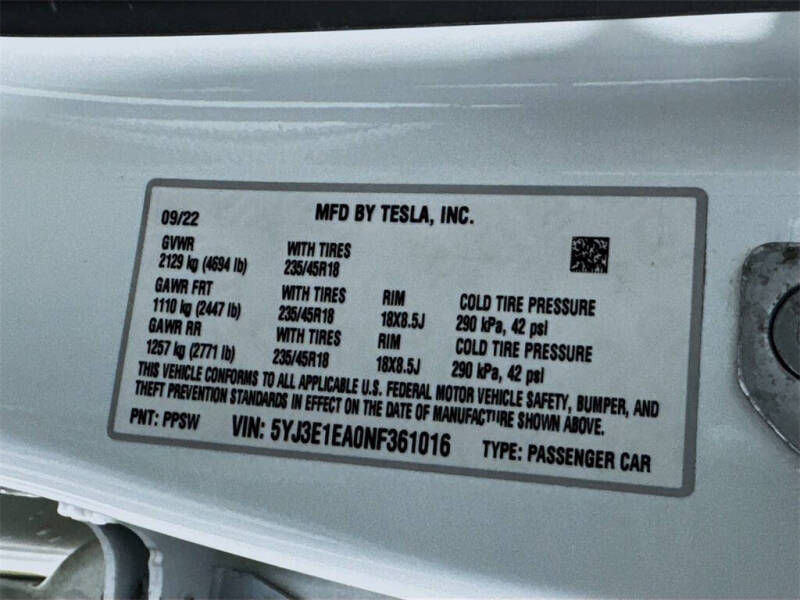 09/22 MFD BY TESLA, INC.
GVWR WITH TIRES
2129 kg (4694 lb) 235/45R18
GAWR FRT WITH TIRES RIM COLD TIRE PRESSURE
1110 kg (2447 lb) 235/45R18 18X8.5J 290 kPa, 42 psi
GAWR RR WITH TIRES RIM COLD TIRE PRESSURE
1257 kg (2771 lb) 235/45R18 18X8.5J 290 kPa, 42 psi
THIS VEHICLE CONFORMS TO ALL APPLICABLE U.S. FEDERAL MOTOR VEHICLE SAFETY, BUMPER, AND
THEFT PREVENTION STANDARDS IN EFFECT ON THE DATE OF MANUFACTURE SHOWN ABOVE.
PNT: PPSW VIN: 5YJ3E1EA0NF361016 TYPE: PASSENGER CAR